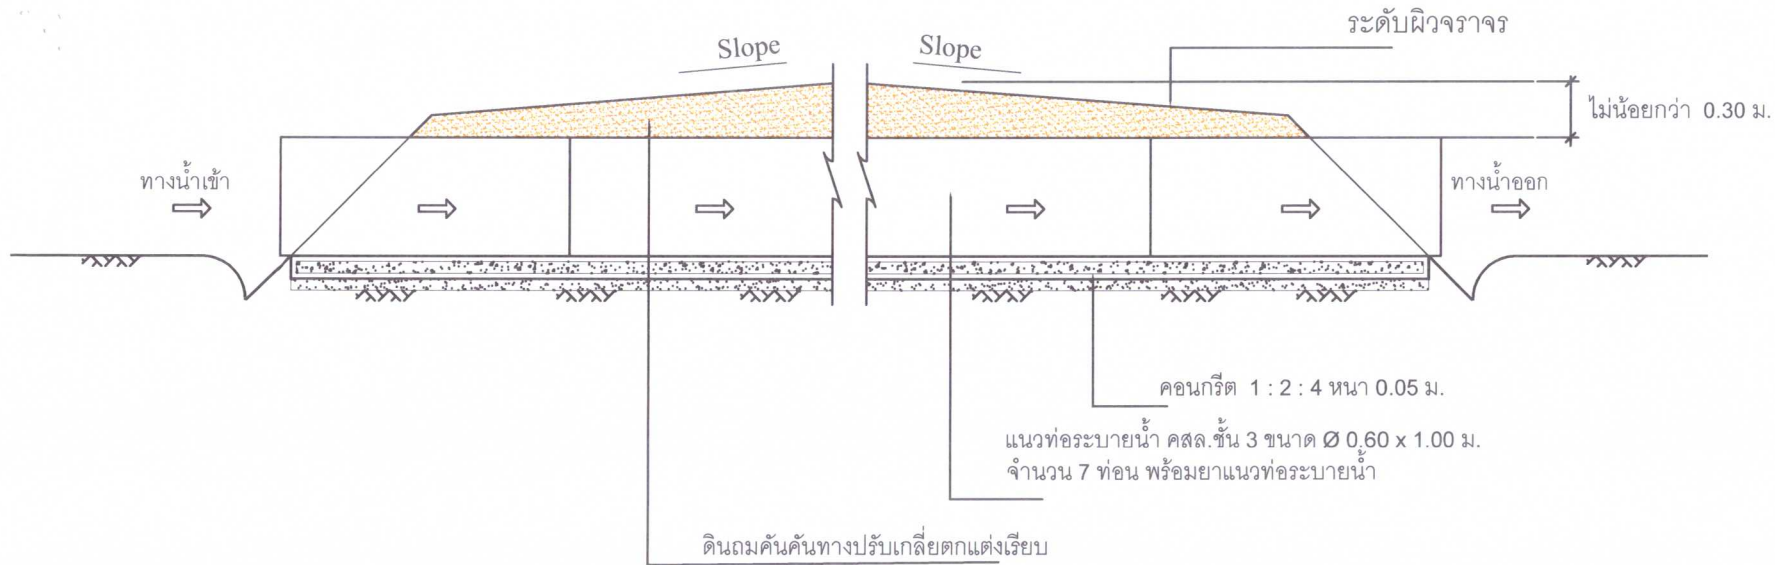 ระดับผิวจราจร
Slope
Slope
ไม่น้อยกว่า 0.30 ม.
ทางน้ำเข้า
ทางน้ำออก
คอนกรีต 1 : 2 : 4 หนา 0.05 ม.
แนวท่อระบายน้ำ คสล.ชั้น 3 ขนาด Ø 0.60 x 1.00 ม.
จำนวน 7 ท่อน พร้อมยาแนวท่อระบายน้ำ
ดินถมคันคันทางปรับเกลี่ยตกแต่งเรียบ